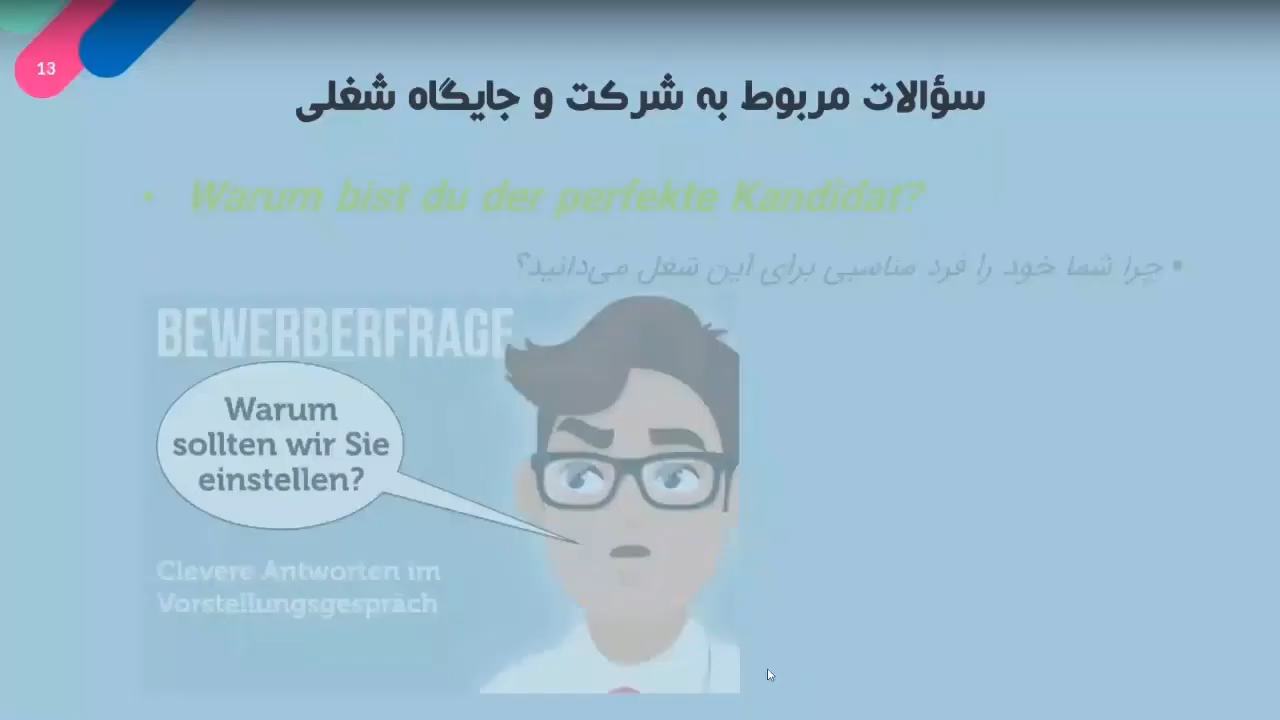 13
سؤالات مربوط به شرکت و جایگاه شغلی
• Warum bist du der perfekte Kandidat?
• چرا شما خود را فرد مناسبی برای این شغل می‌دانید؟
BEWERBERFRAGE
Warum
sollten wir Sie
einstellen?
Clevere Antworten im
Vorstellungsgespräch